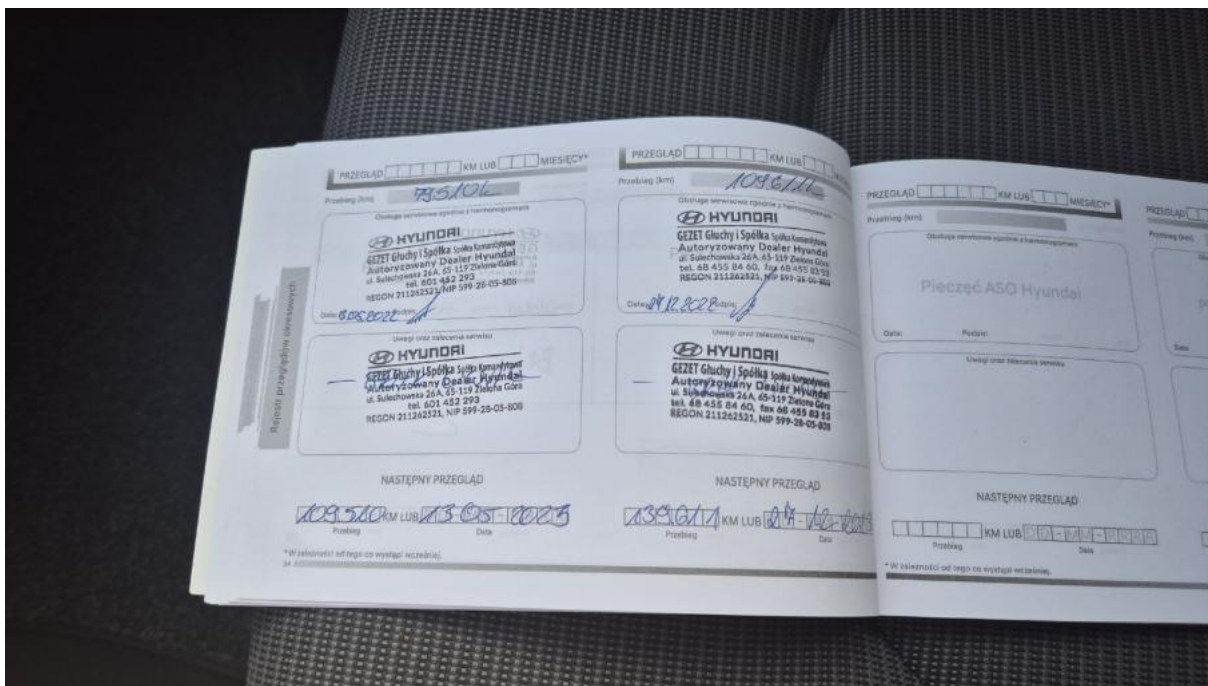 PRZEGLĄD KM LUB MIESIĘCY*
Przebieg (km) 79510k
Obsługa serwisowa zgodnie z harmonogramem
HYUNDAI
GEZET Głuchy i Spółka Spółka Komandytowa
Autoryzowany Dealer Hyundai
ul. Sulechowska 26A, 65-119 Zielona Góra
tel. 601 452 293
REGON 211262521, NIP 599-28-05-808
Data: 2022
Uwagi oraz zalecenia serwisu
HYUNDAI
GEZET Głuchy i Spółka Spółka Komandytowa
Autoryzowany Dealer Hyundai
ul. Sulechowska 26A, 65-119 Zielona Góra
tel. 601 452 293
REGON 211262521, NIP 599-28-05-808
NASTĘPNY PRZEGLĄD
109510 KM LUB 13-05-2023
Przebieg Data
*W zależności od tego co wystąpi wcześniej.
34
Rejestr przeglądów okresowych
PRZEGLĄD KM LUB
Przebieg (km) 109611k
Obsługa serwisowa zgodnie z harmonogramem
HYUNDAI
GEZET Głuchy i Spółka Spółka Komandytowa
Autoryzowany Dealer Hyundai
ul. Sulechowska 26A, 65-119 Zielona Góra
tel. 68 455 84 60, fax 68 455 83 53
REGON 211262521, NIP 599-28-05-808
Data: 12.2022 Podpis:
Uwagi oraz zalecenia serwisu
HYUNDAI
GEZET Głuchy i Spółka Spółka Komandytowa
Autoryzowany Dealer Hyundai
ul. Sulechowska 26A, 65-119 Zielona Góra
tel. 68 455 84 60, fax 68 455 83 53
REGON 211262521, NIP 599-28-05-808
NASTĘPNY PRZEGLĄD
139611 KM LUB
Przebieg Data
PRZEGLĄD KM LUB MIESIĘCY*
Przebieg (km)
Obsługa serwisowa zgodnie z harmonogramem
Pieczęć ASO Hyundai
Data: Podpis:
Uwagi oraz zalecenia serwisu
NASTĘPNY PRZEGLĄD
KM LUB DD-MM-RRRR
Przebieg Data
*W zależności od tego co wystąpi wcześniej.
PRZEGLĄD
Przebieg (km)
Data